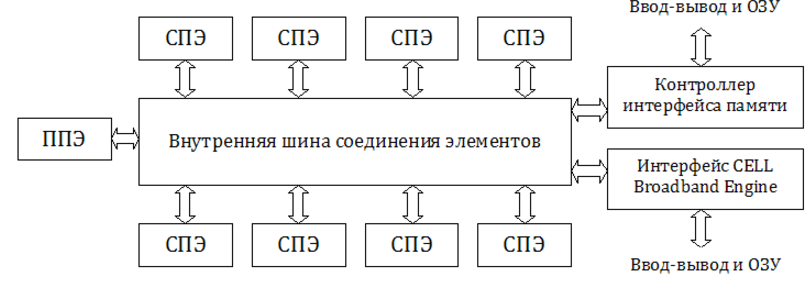 Ввод-вывод и ОЗУ
СПЭ СПЭ СПЭ СПЭ
Контроллер
интерфейса памяти
ППЭ
Внутренняя шина соединения элементов
Интерфейс CELL
Broadband Engine
СПЭ СПЭ СПЭ СПЭ
Ввод-вывод и ОЗУ